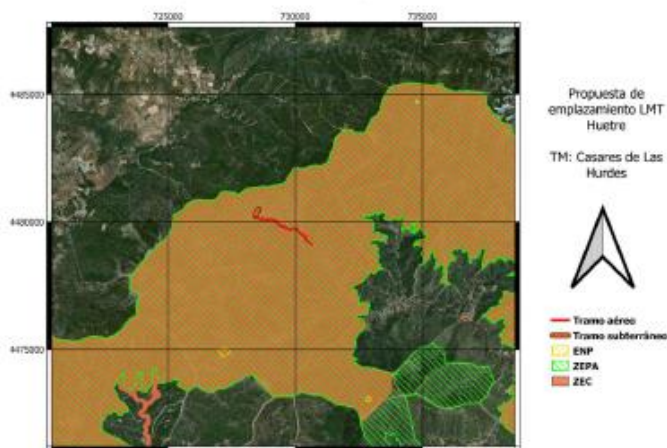 725000 730000 735000
4485000
4480000
4475000
Propuesta de
emplazamiento LMT
Huetre
TM: Casares de Las
Hurdes
Tramo aéreo
Tramo subterráneo
ENP
ZEPA
ZEC